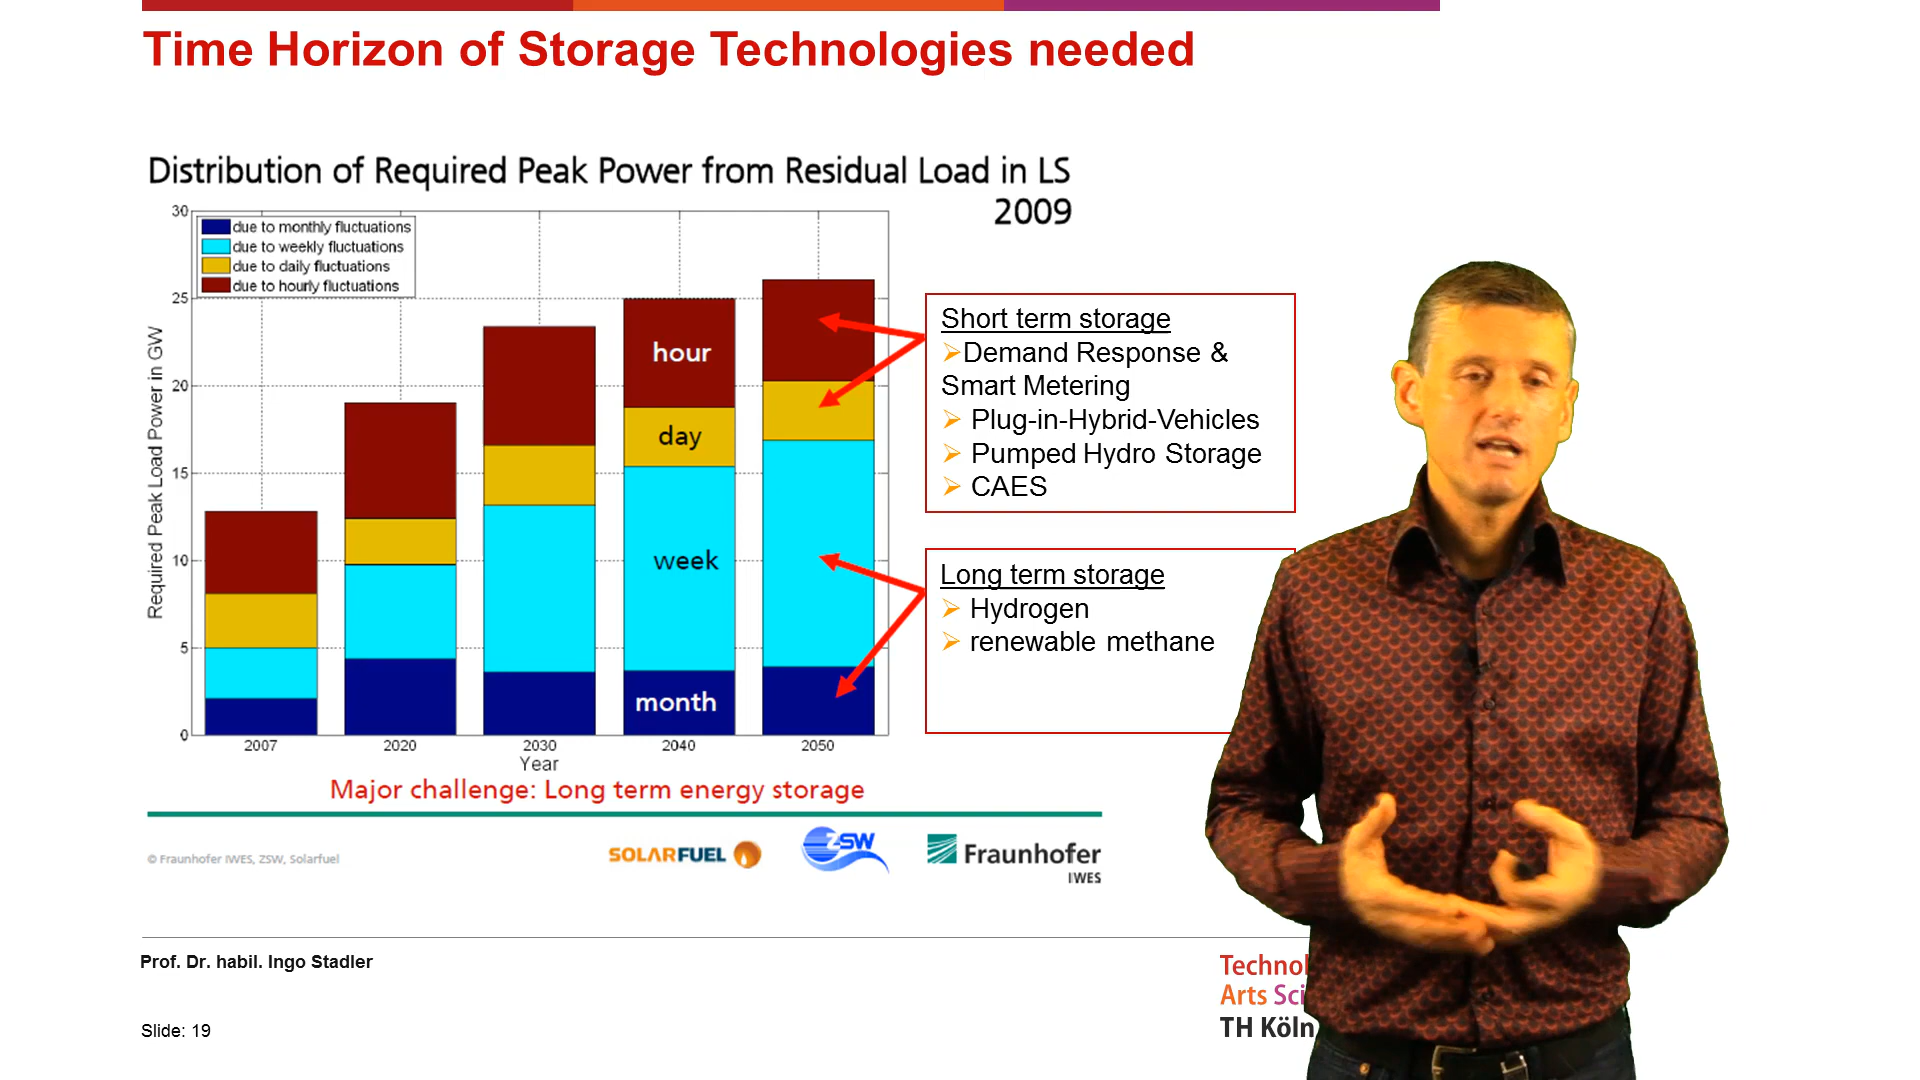 Time Horizon of Storage Technologies needed
Distribution of Required Peak Power from Residual Load in LS
2009
Required Peak Load Power in GW
30
25
20
15
10
5
0
due to monthly fluctuations
due to weekly fluctuations
due to daily fluctuations
due to hourly fluctuations
hour
day
week
month
2007
2020
2030
2040
2050
Year
Short term storage
Demand Response &
Smart Metering
Plug-in-Hybrid-Vehicles
Pumped Hydro Storage
CAES
Long term storage
Hydrogen
renewable methane
Major challenge: Long term energy storage
© Fraunhofer IWES, ZSW, Solarfuel
SOLARFUEL
ZSW
Fraunhofer
IWES
Prof. Dr. habil. Ingo Stadler
Slide: 19
Technol
Arts Sci
TH Köln